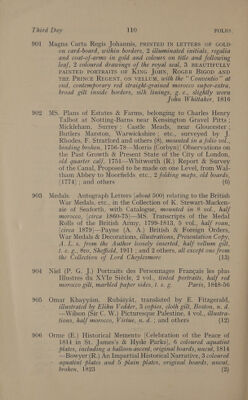 Third Day 110 FOLIO.
901 Magna Carta Regis Johannis, PRINTED IN LETTERS OF GOLD
on card-board, within borders, 2 illuminated initials, regalia
and coat-of-arms in gold and colours on title and following
leaf, 2 coloured drawings of the royal seal, 3 BEAUTIFULLY
PAINTED PORTRAITS OF KING JOHN, ROGER BIGOD AND
THE PRINCE REGENT, ON VELLUM, with the "Conventio" at
end, contemporary red straight-grained morocco super-extra,
broad gilt inside borders, silk linings, g. e., slightly worn
John Whittaker, 1816
902 MS. Plans of Estates & Farms, belonging to Charles Henry
Talbot at Notting-Barns near Kensington Gravel Pitts;
Mickleham, Surrey; Castle Meads, near Gloucester;
Butlers Marston, Warwickshire; etc., surveyed by J.
Rhodes, F. Stratford and others (8), mounted in a folio vol.,
binding broken, 1756-78—Morris (Corbyn) Observations on
the Past Growth & Present State of the City of London,
old quarter calf, 1751—Whitworth (R.) Report & Survey
of the Canal, Proposed to be made on one Level, from Wal-
tham Abbey to Moorfields, etc., 2 folding maps, old boards,
[1774]; and others
903 Medals. Autograph Letters (about 500) relating to the British
War Medals, etc., in the Collection of K. Stewart-Macken-
zie of Seaforth, with Catalogue, mounted in 8 vol., half
morocco, [circa 1860-75]—MS. Transcripts of the Medal
Rolls of the British Army, 1799-1813, 5 vol., half roan,
[circa 1879]—Payne (A. A.) British & Foreign Orders,
War Medals & Decorations, illustrations, Presentation Copy,
A. L. s. from the Author loosely inserted, half vellum gilt,
t. e. g., 8vo, Sheffield, 1911; and 2 others, all except one from
the Collection of Lord Cheylesmore (13)
904 Niel (P. G. J.) Portraits des Personnages Français les plus
Illustres du XVIe Siècle, 2 vol., tinted portraits, half red
morocco gilt, marbled paper sides, t. e. g. Paris, 1848-56
905 Omar Khayyám. Rubáiyát, translated by E. Fitzgerald,
illustrated by Elihu Vedder, 3 copies, cloth gilt, Boston, n. d.
—Wilson (Sir C. W.) Picturesque Palestine, 4 vol., illustra-
tions, half morocco, Virtue, n. d.; and others (12)
906 Orme (E.) Historical Memento [Celebration of the Peace of
1814 in St. James's & Hyde Parks], 6 coloured aquatint
plates, including a balloon ascent, original boards, uncut, 1814
—Bowyer (R.) An Impartial Historical Narrative, 3 coloured
aquatint plates and 5 plain plates, original boards, uncut,
broken, 1823 (2)